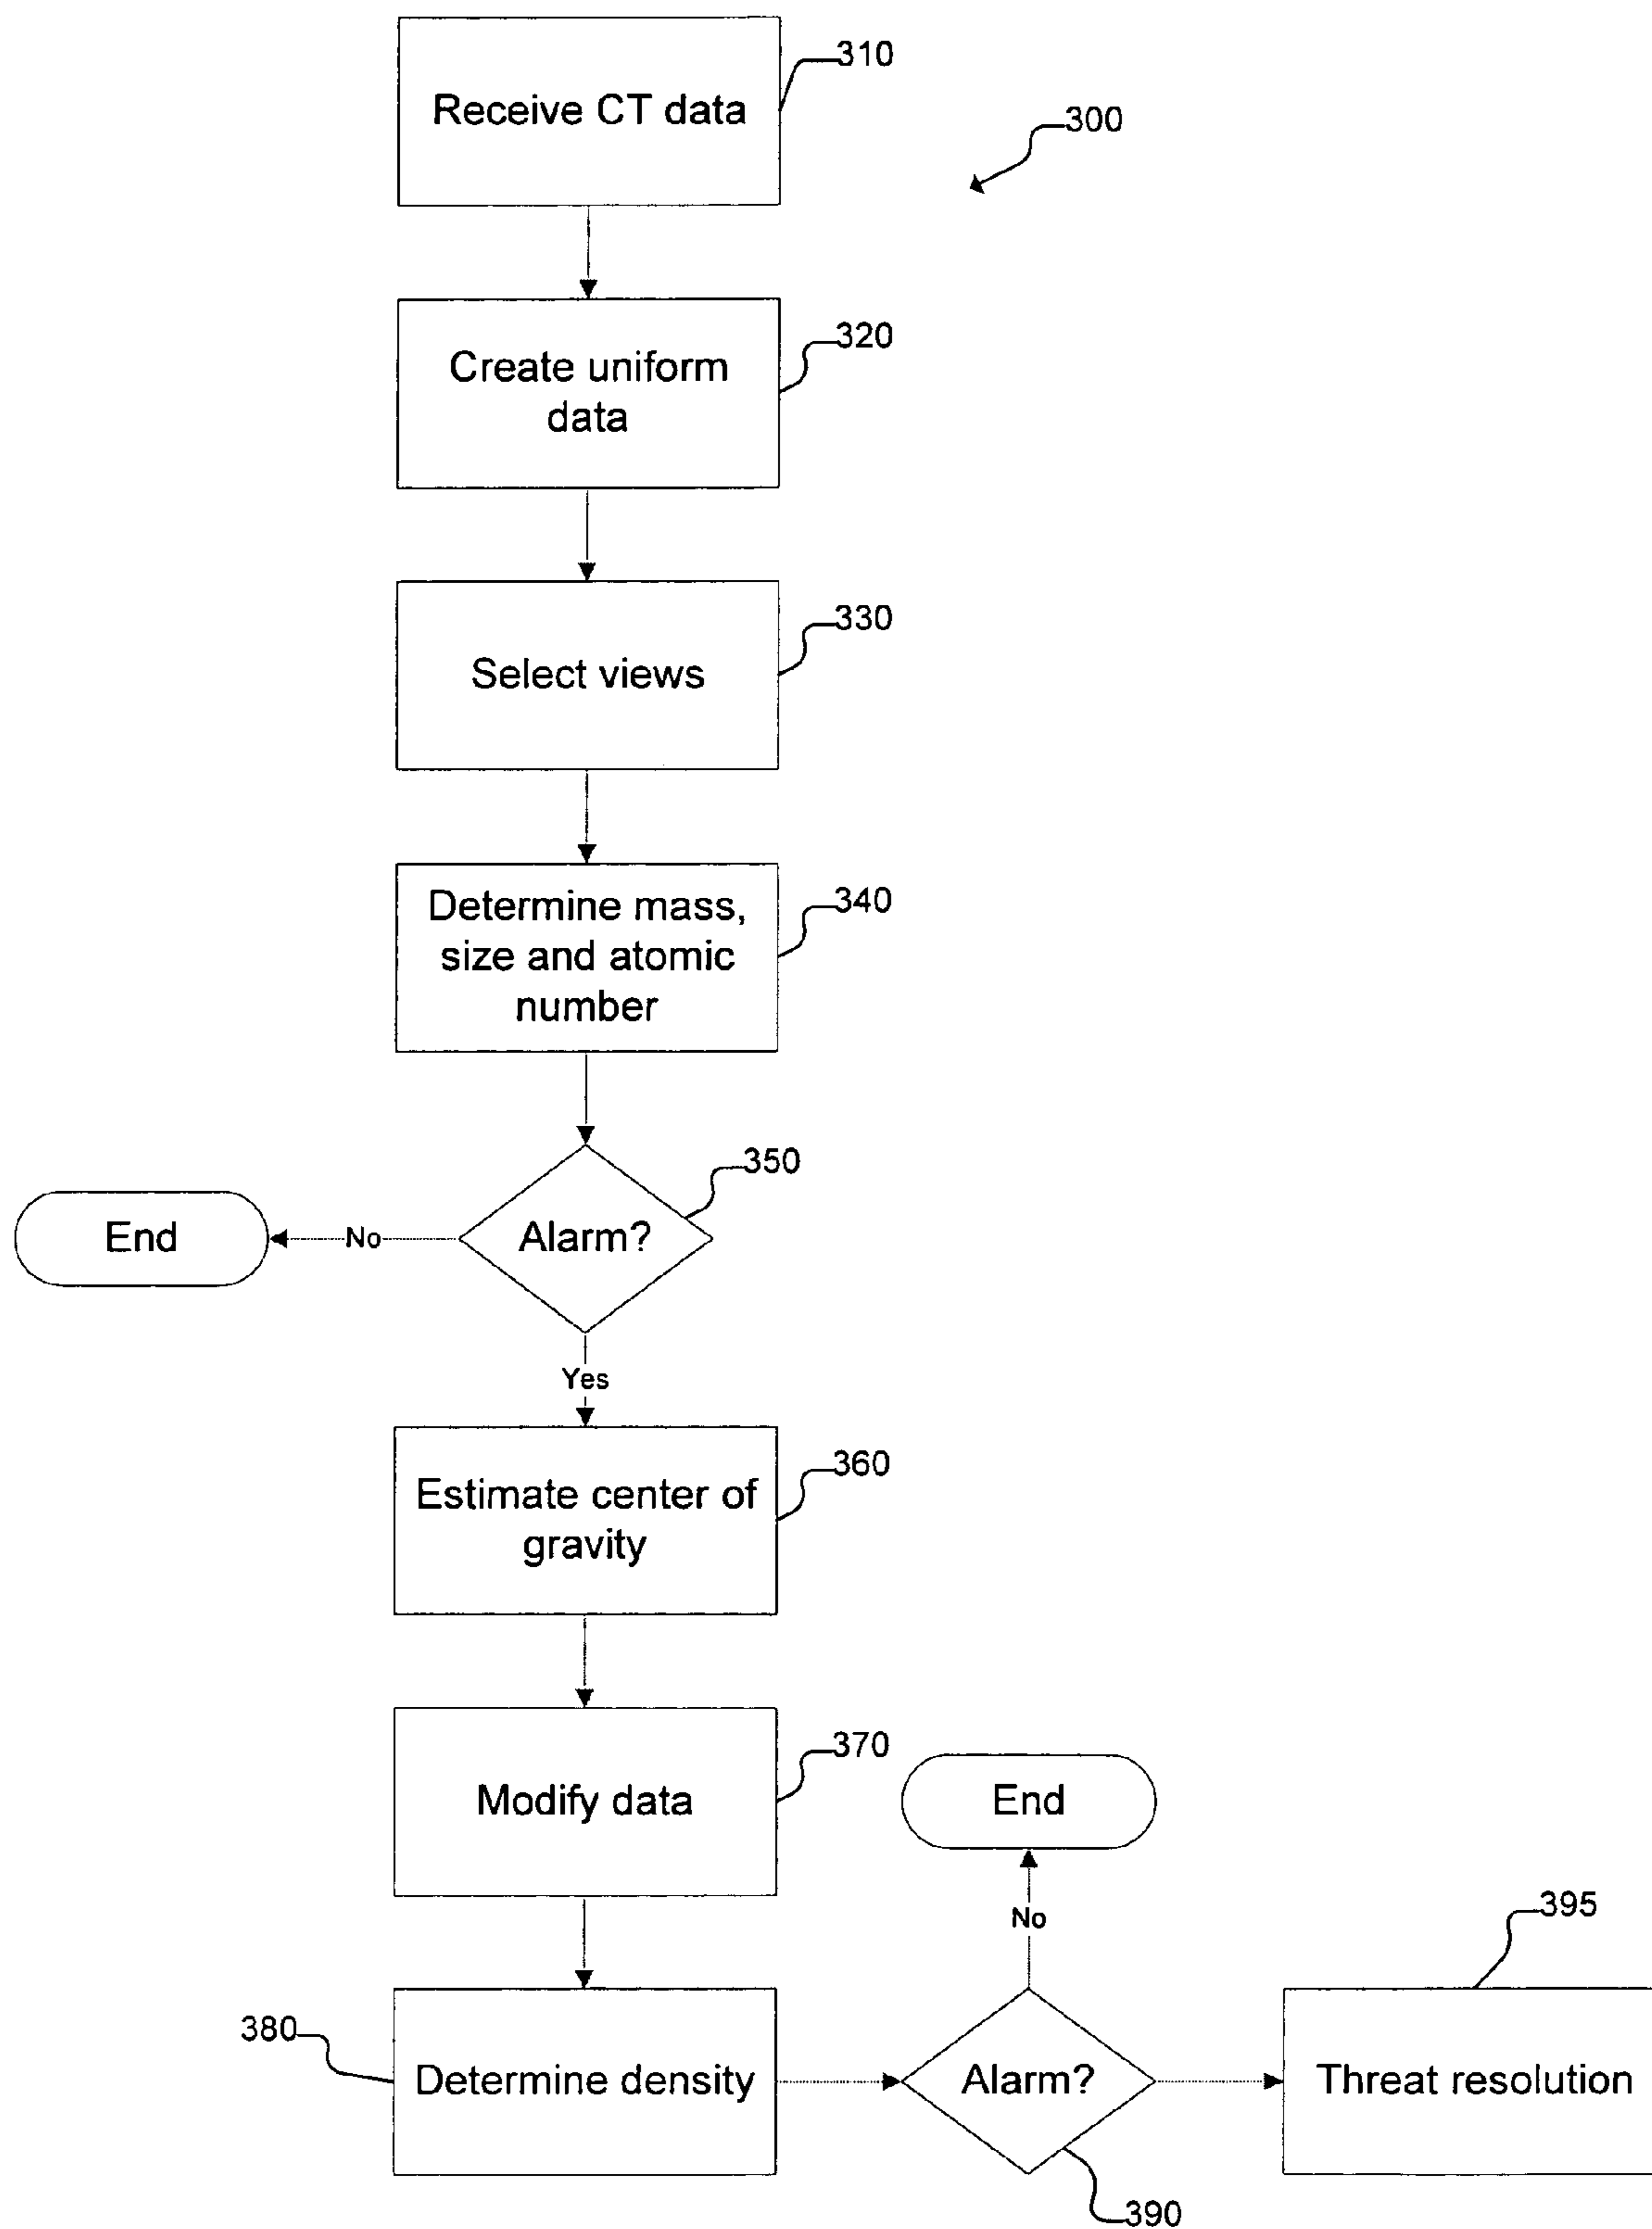 310
Receive CT data
300
320
Create uniform
data
330
Select views
340
Determine mass,
size and atomic
number
350
End
No
Alarm?
Yes
360
Estimate center of
gravity
370
Modify data
End
No
395
380
Determine density
Alarm?
Threat resolution
390